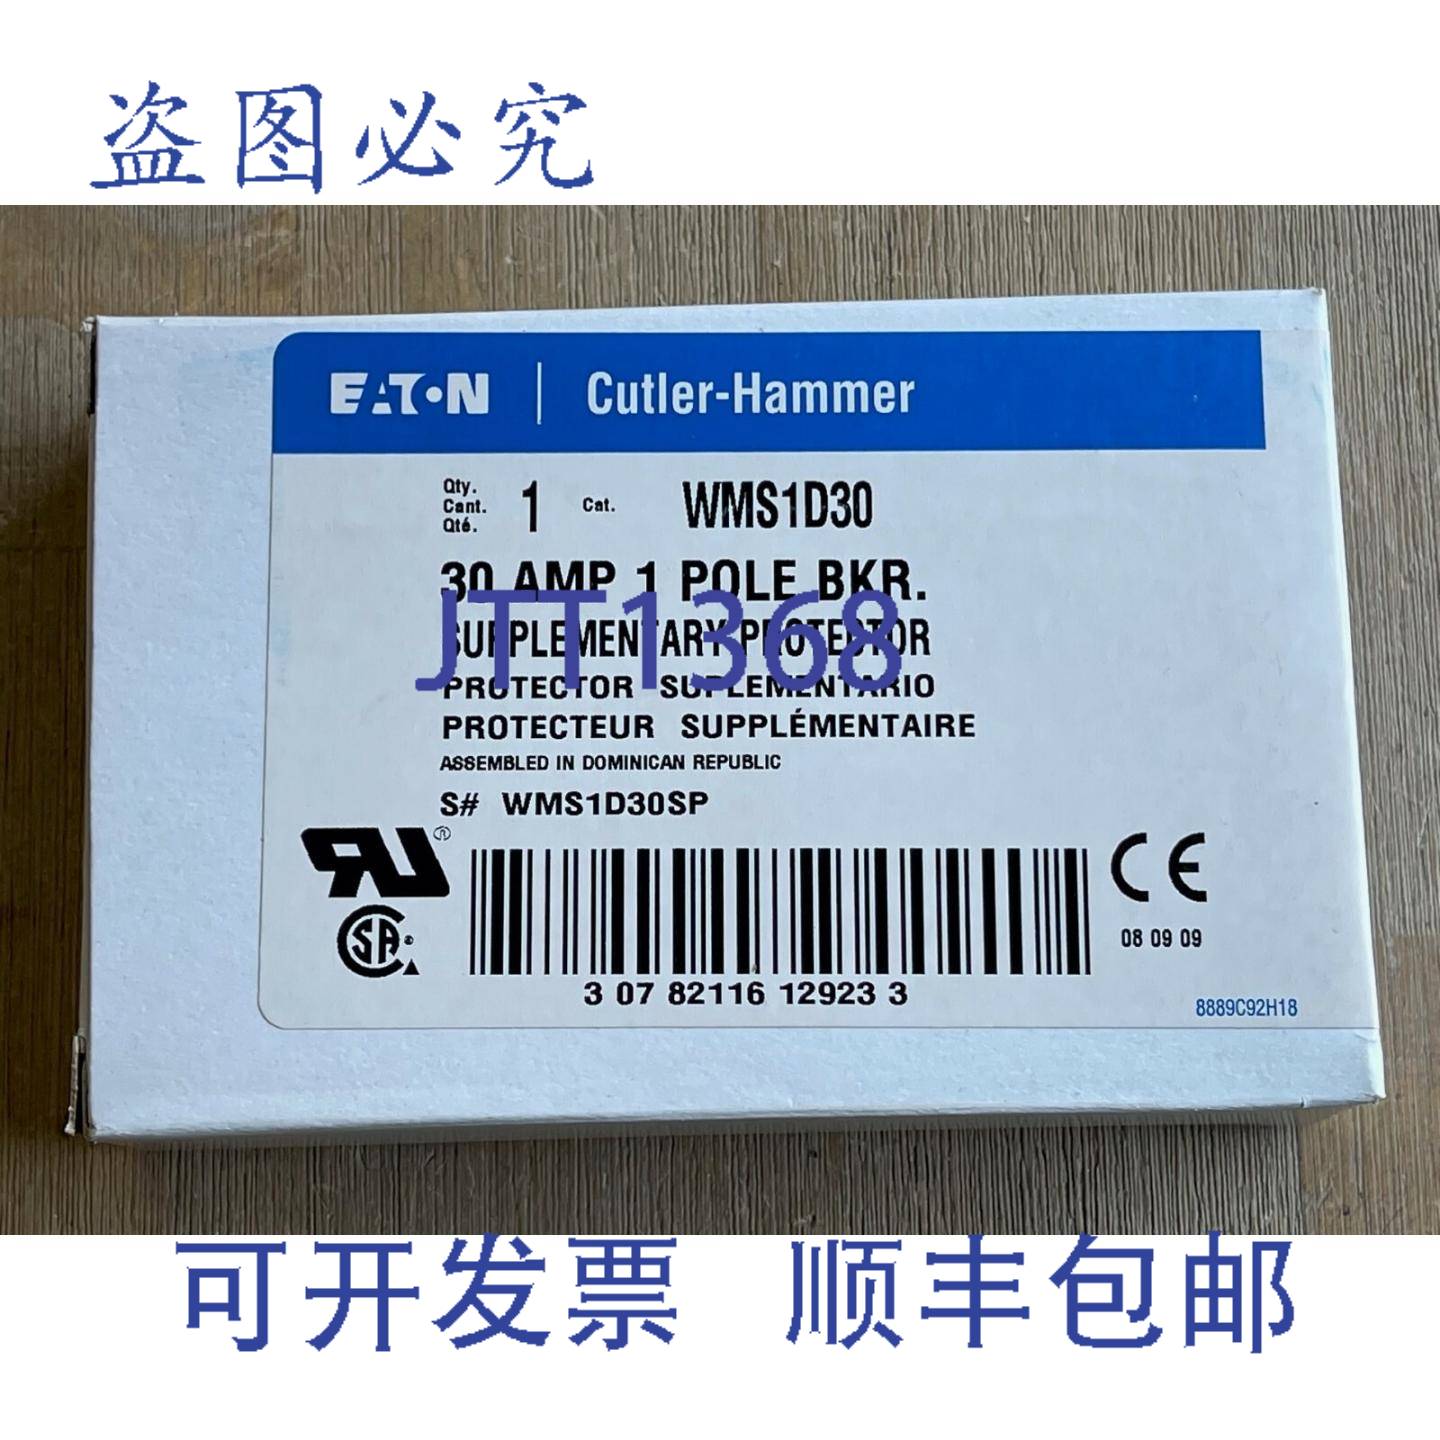 盗图必究
EATON | Cutler-Hammer
Qty.
Cant.
Qté.
1 Cat. WMS1D30
30 AMP 1 POLE BKR.
JTT1368
SUPPLEMENTARY PROTECTOR
PROTECTOR SUPLEMENTARIO
PROTECTEUR SUPPLÉMENTAIRE
ASSEMBLED IN DOMINICAN REPUBLIC
S# WMS1D30SP
3 07 82116 12923 3
08 09 09
8889C92H18
可开发票 顺丰包邮